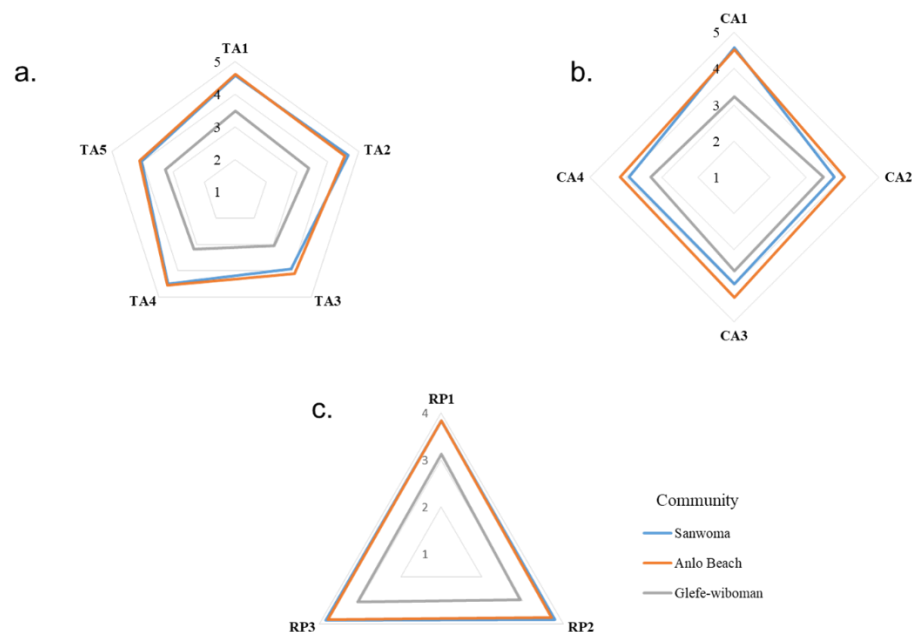 a.
TA1
5
4
3
2
1
TA2
TA3
TA4
TA5
b.
CA1
5
4
3
2
1
CA2
CA3
CA4
c.
RP1
4
3
2
1
RP2
RP3
Community
Sanwoma
Anlo Beach
Glefe-wiboman